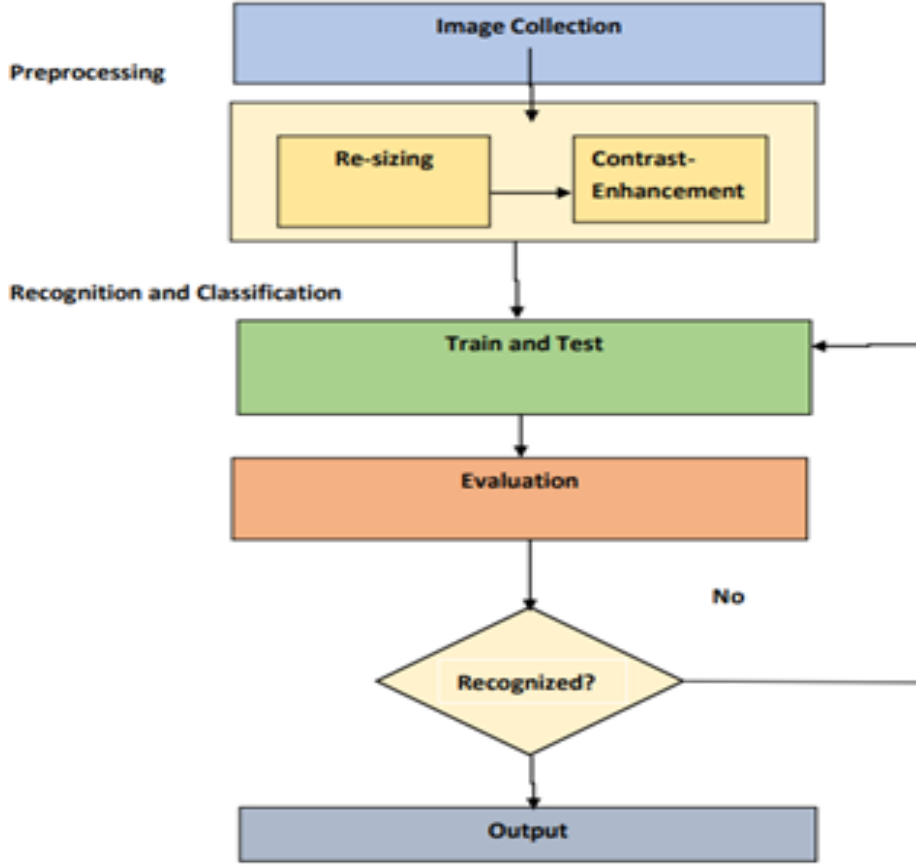 Image Collection
Preprocessing
Re-sizing
Contrast-
Enhancement
Recognition and Classification
Train and Test
Evaluation
No
Recognized?
Output